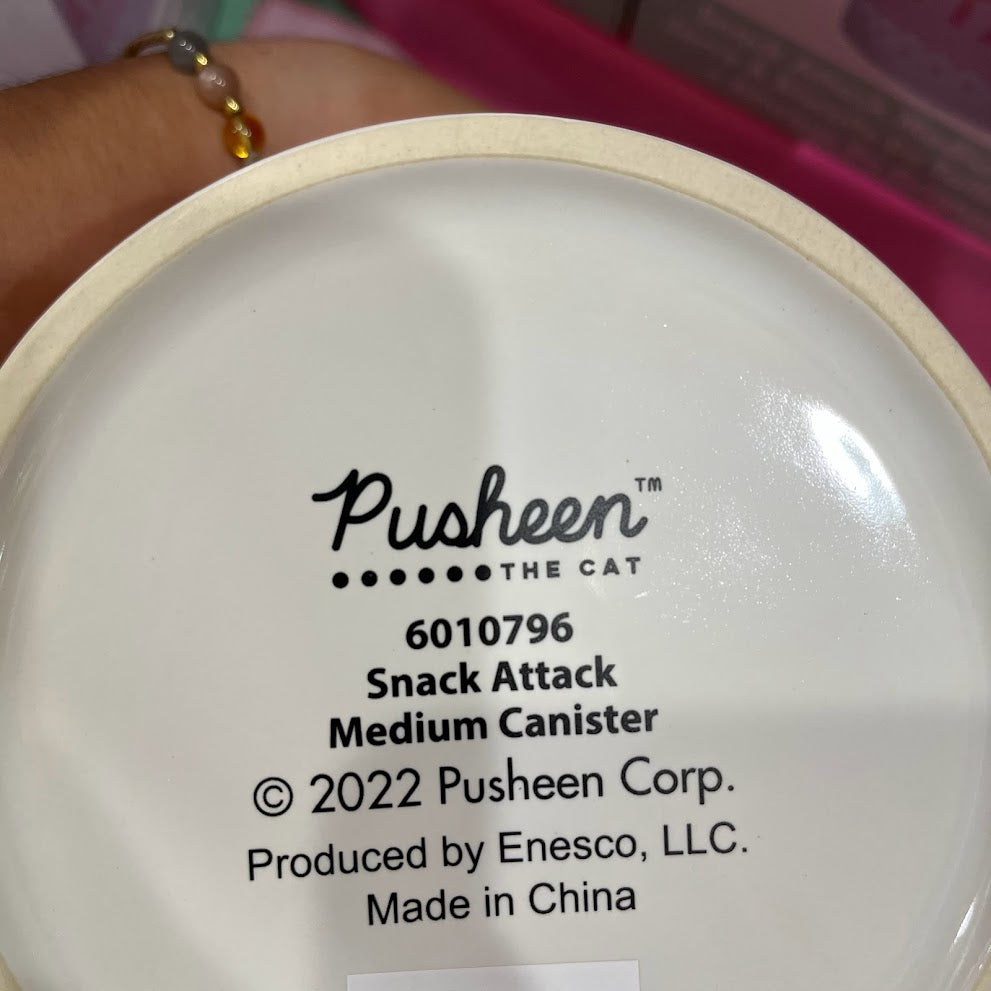 Pusheen™
THE CAT
6010796
Snack Attack
Medium Canister
© 2022 Pusheen Corp.
Produced by Enesco, LLC.
Made in China